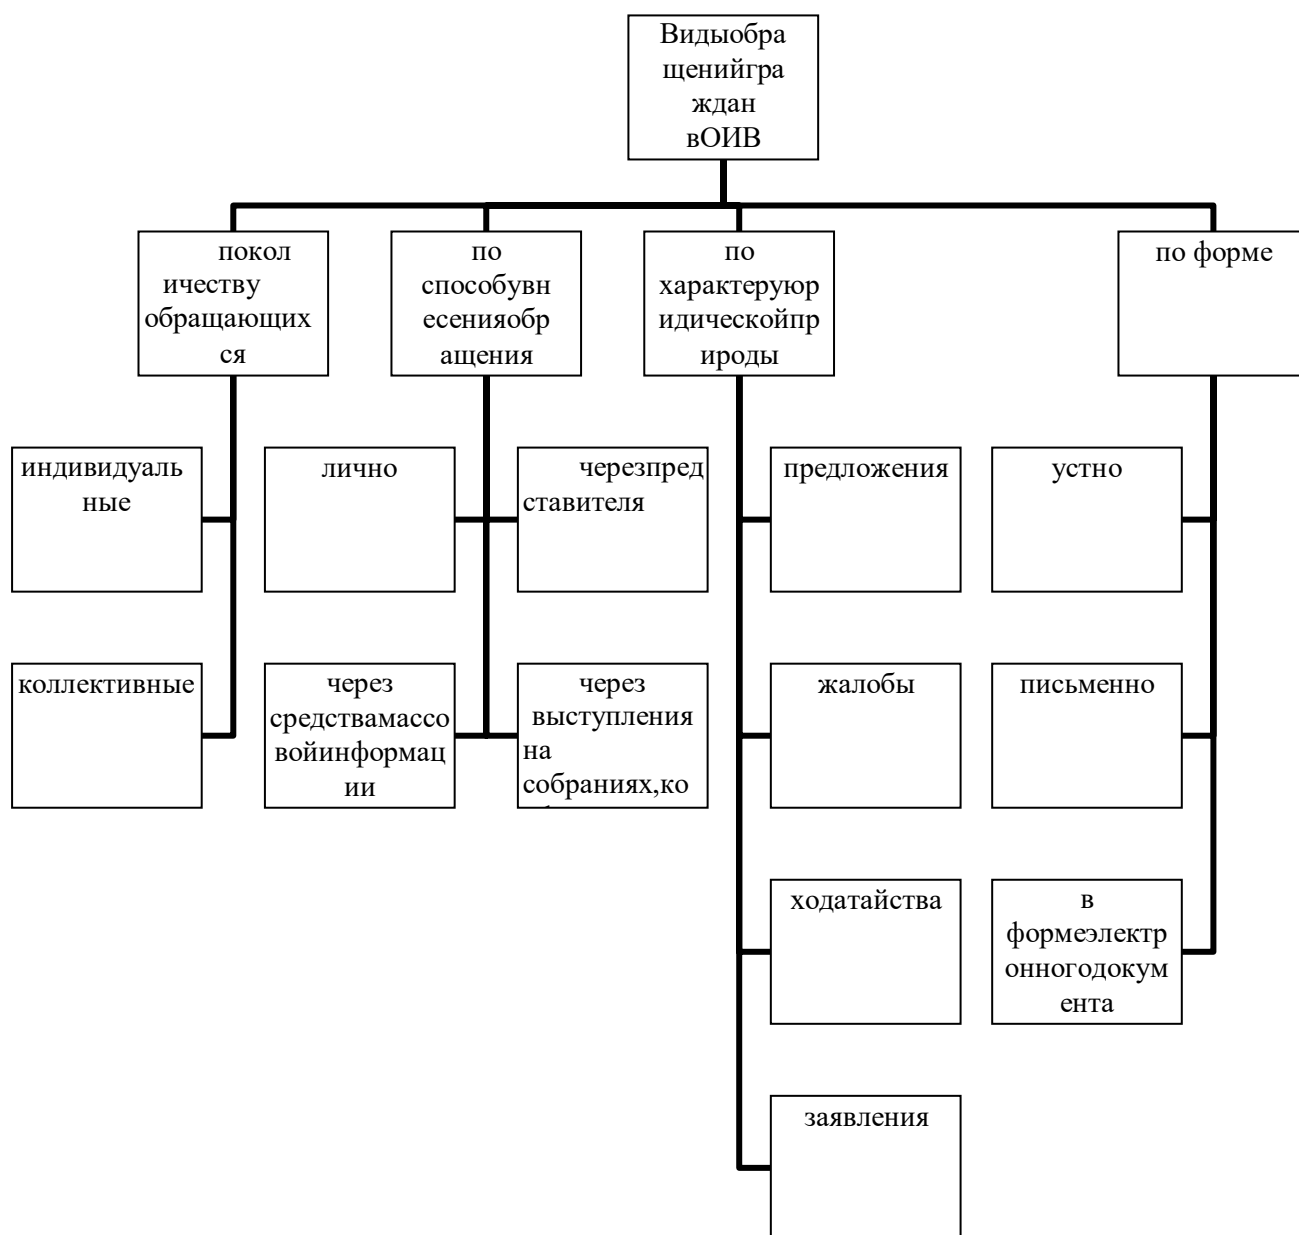 Видыобра
щенийгра
ждан
вОИВ
покол
ичеству
обращающих
ся
по
способувн
есенияобр
ащения
по
характеруюр
идическойпр
ироды
по форме
индивидуаль
ные
лично
черезпред
ставителя
предложения
устно
коллективные
через
средствамассо
войинформац
ии
через
выступления
на
собраниях,ко
жалобы
письменно
ходатайства
в
формеэлектр
онногодокум
ента
заявления